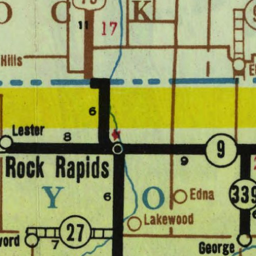 O C K
11
17
Hills
6
Lester
8
9
9
Rock Rapids
Y O
6
Edna
339
Lakewood
27
7
George